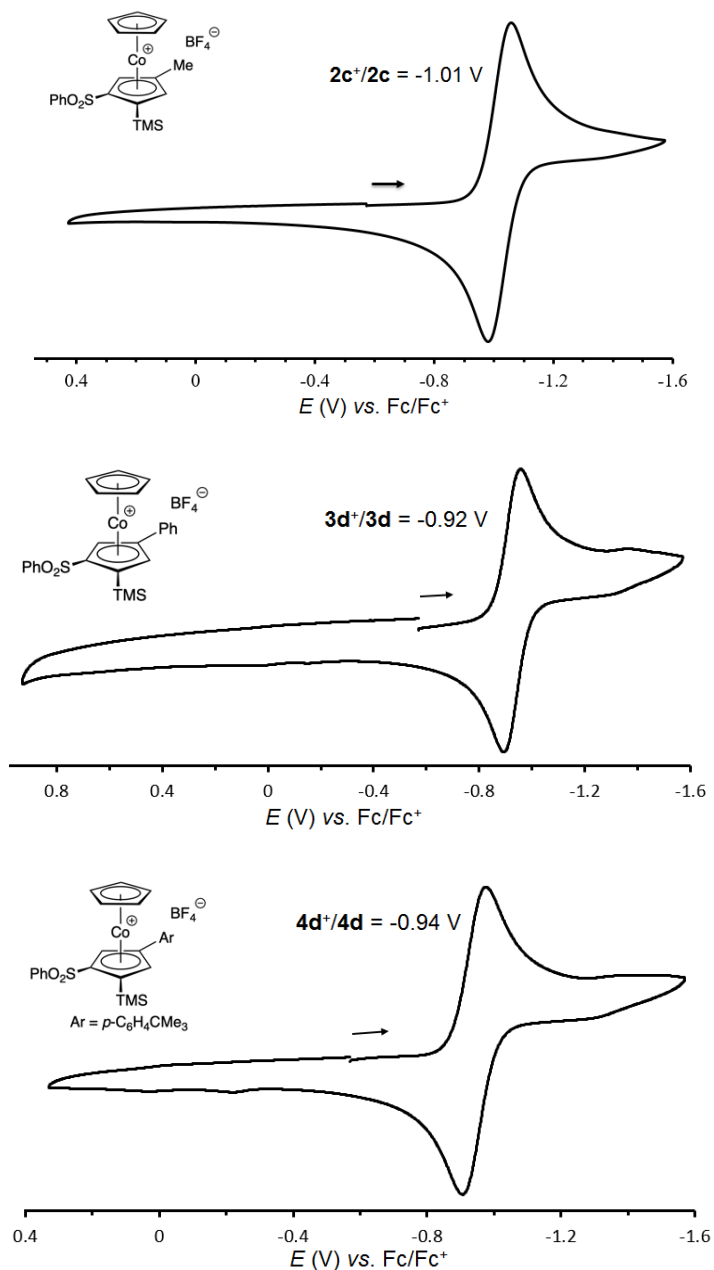 BF₄⊖
⊕
Co
Me
PhO₂S
TMS
2c⁺/2c = -1.01 V
0.4 0 -0.4 -0.8 -1.2 -1.6
E (V) vs. Fc/Fc⁺
BF₄⊖
⊕
Co
Ph
PhO₂S
TMS
3d⁺/3d = -0.92 V
0.8 0.4 0 -0.4 -0.8 -1.2 -1.6
E (V) vs. Fc/Fc⁺
BF₄⊖
⊕
Co
Ar
PhO₂S
TMS
Ar = p-C₆H₄CMe₃
4d⁺/4d = -0.94 V
0.4 0 -0.4 -0.8 -1.2 -1.6
E (V) vs. Fc/Fc⁺